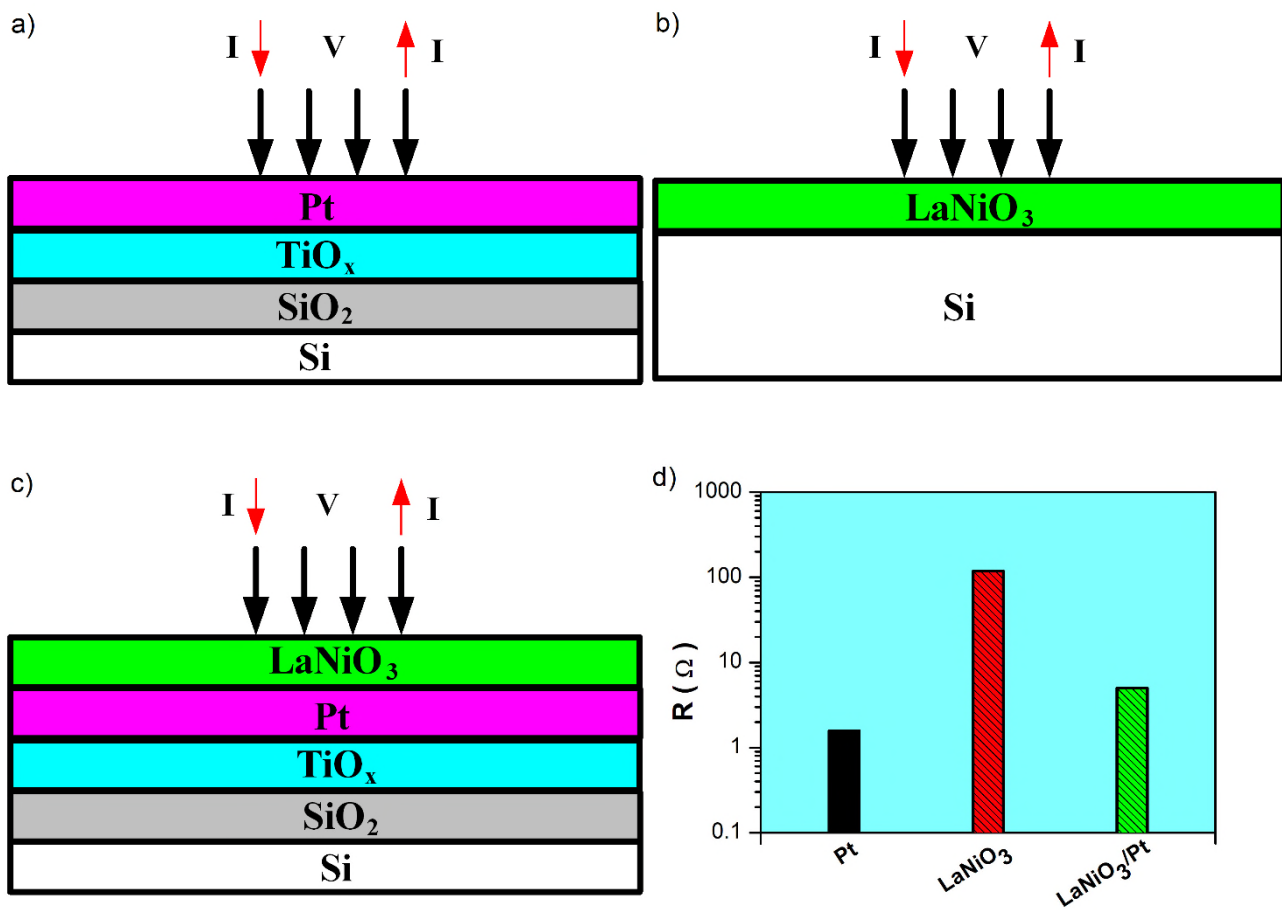 a)
I V I
Pt
TiOₓ
SiO₂
Si
b)
I V I
LaNiO₃
Si
c)
I V I
LaNiO₃
Pt
TiOₓ
SiO₂
Si
d)
R ( Ω )
1000
100
10
1
0.1
Pt
LaNiO₃
LaNiO₃/Pt